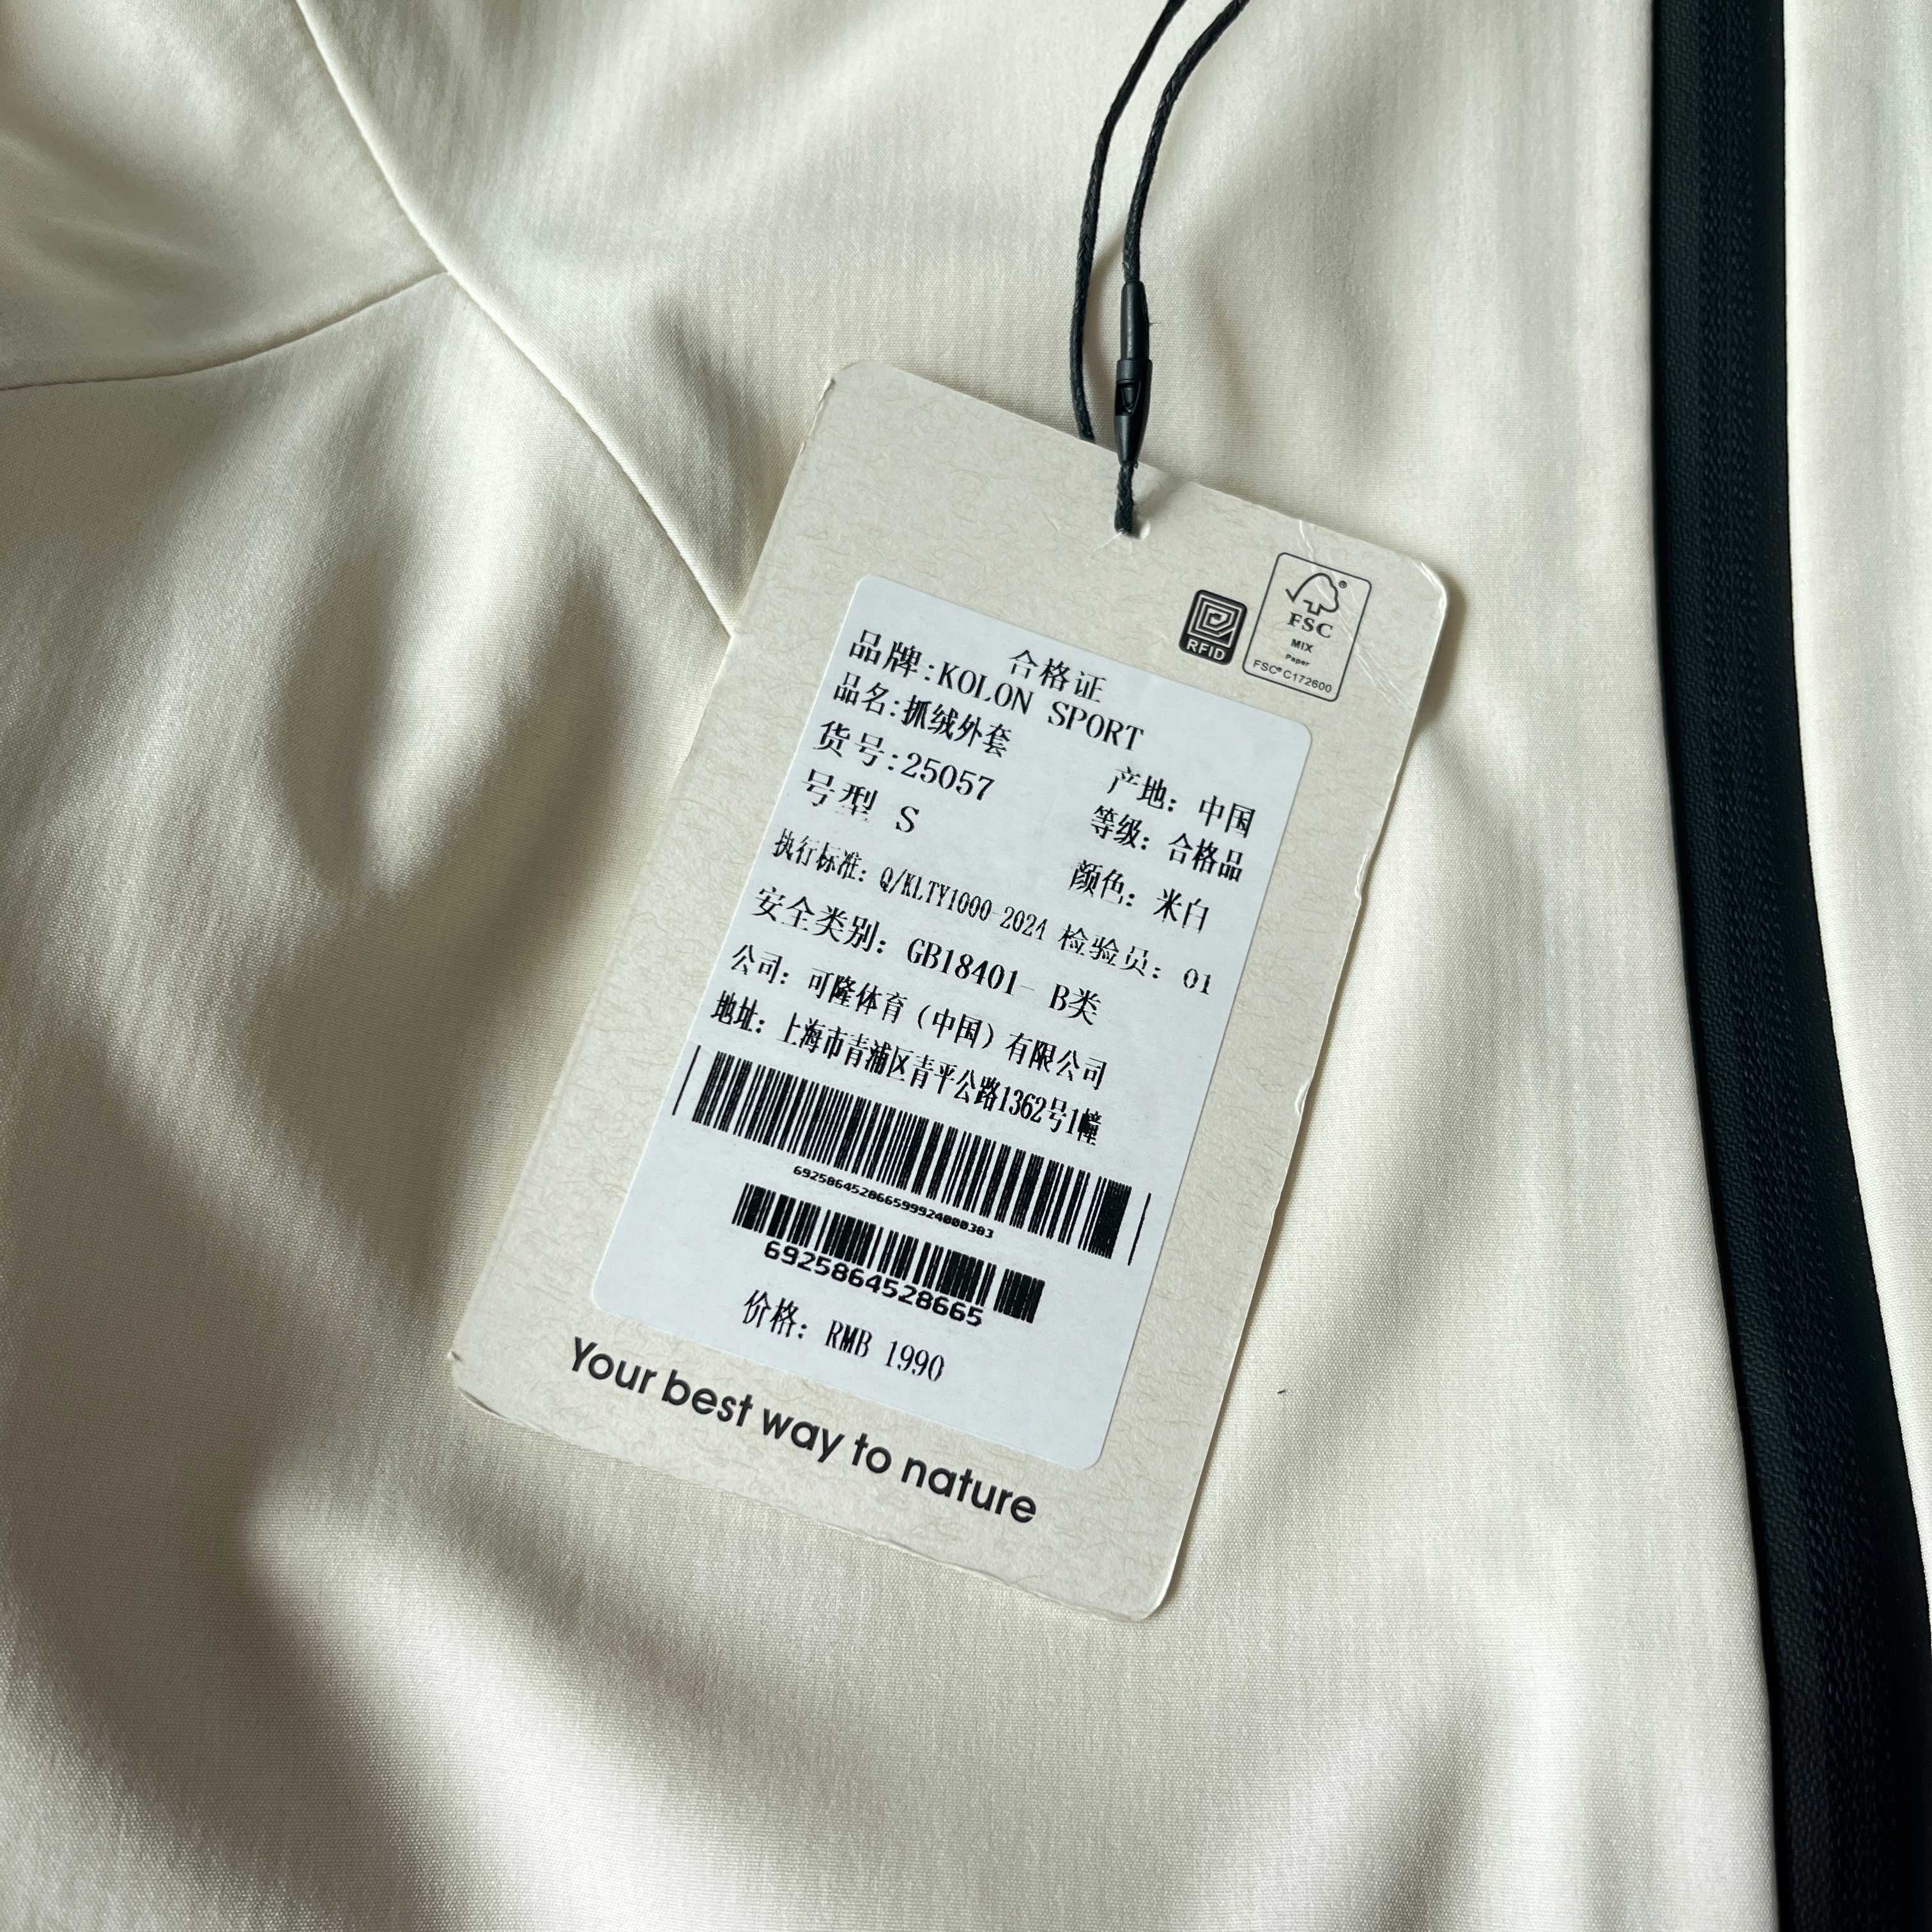 RFID
FSC
MIX
Paper
FSC® C172600
合格证
品牌:KOLON SPORT
品名:抓绒外套 产地: 中国
货号:25057 等级: 合格品
号型 S 颜色: 米白
执行标准: Q/KLTY1000-2024 检验员: 01
安全类别: GB18401- B类
公司: 可隆体育（中国）有限公司
地址: 上海市青浦区青平公路1362号1幢
692586452866599924000383
6925864528665
价格: RMB 1990
Your best way to nature